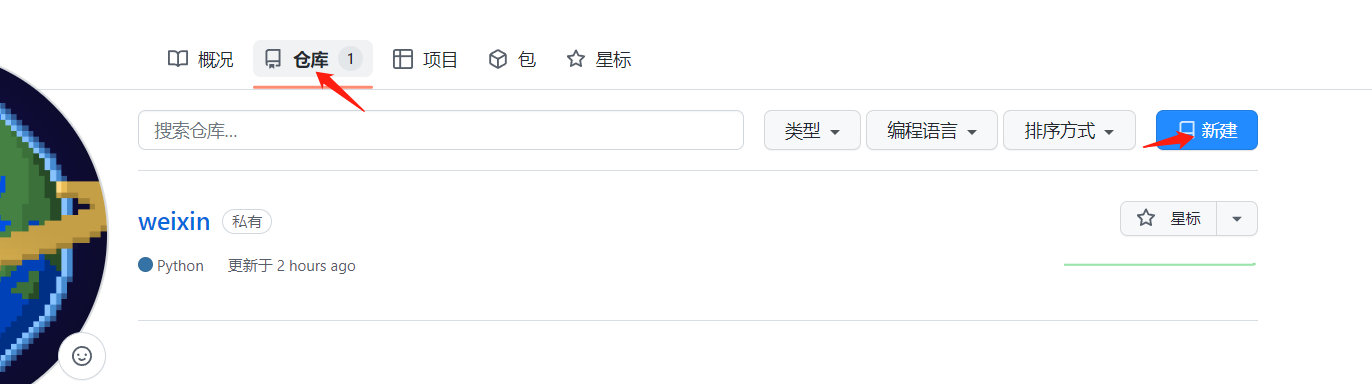 概况 仓库 1 项目 包 星标
搜索仓库... 类型 编程语言 排序方式 新建
weixin 私有 星标
Python 更新于 2 hours ago